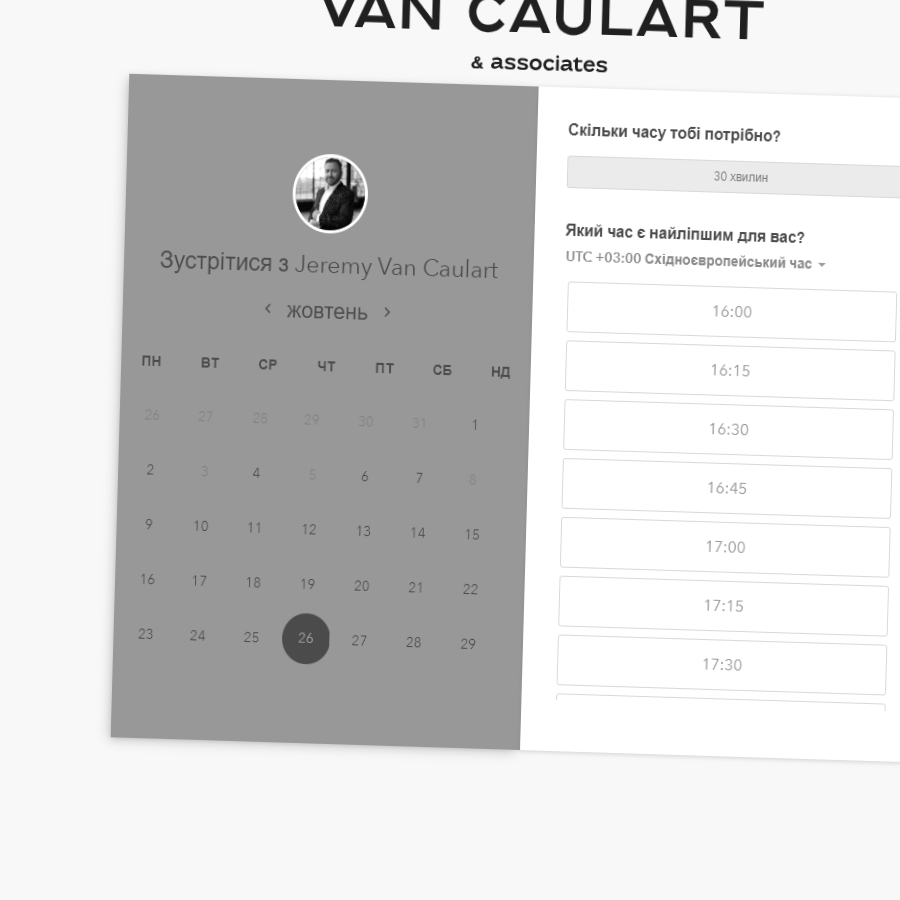 VAN CAULART
& associates
Зустрітися з Jeremy Van Caulart
жовтень
ПН ВТ СР ЧТ ПТ СБ НД
26 27 28 29 30 31 1
2 3 4 5 6 7 8
9 10 11 12 13 14 15
16 17 18 19 20 21 22
23 24 25 26 27 28 29
Скільки часу тобі потрібно?
30 хвилин
Який час є найліпшим для вас?
UTC +03:00 Східноєвропейський час
16:00
16:15
16:30
16:45
17:00
17:15
17:30